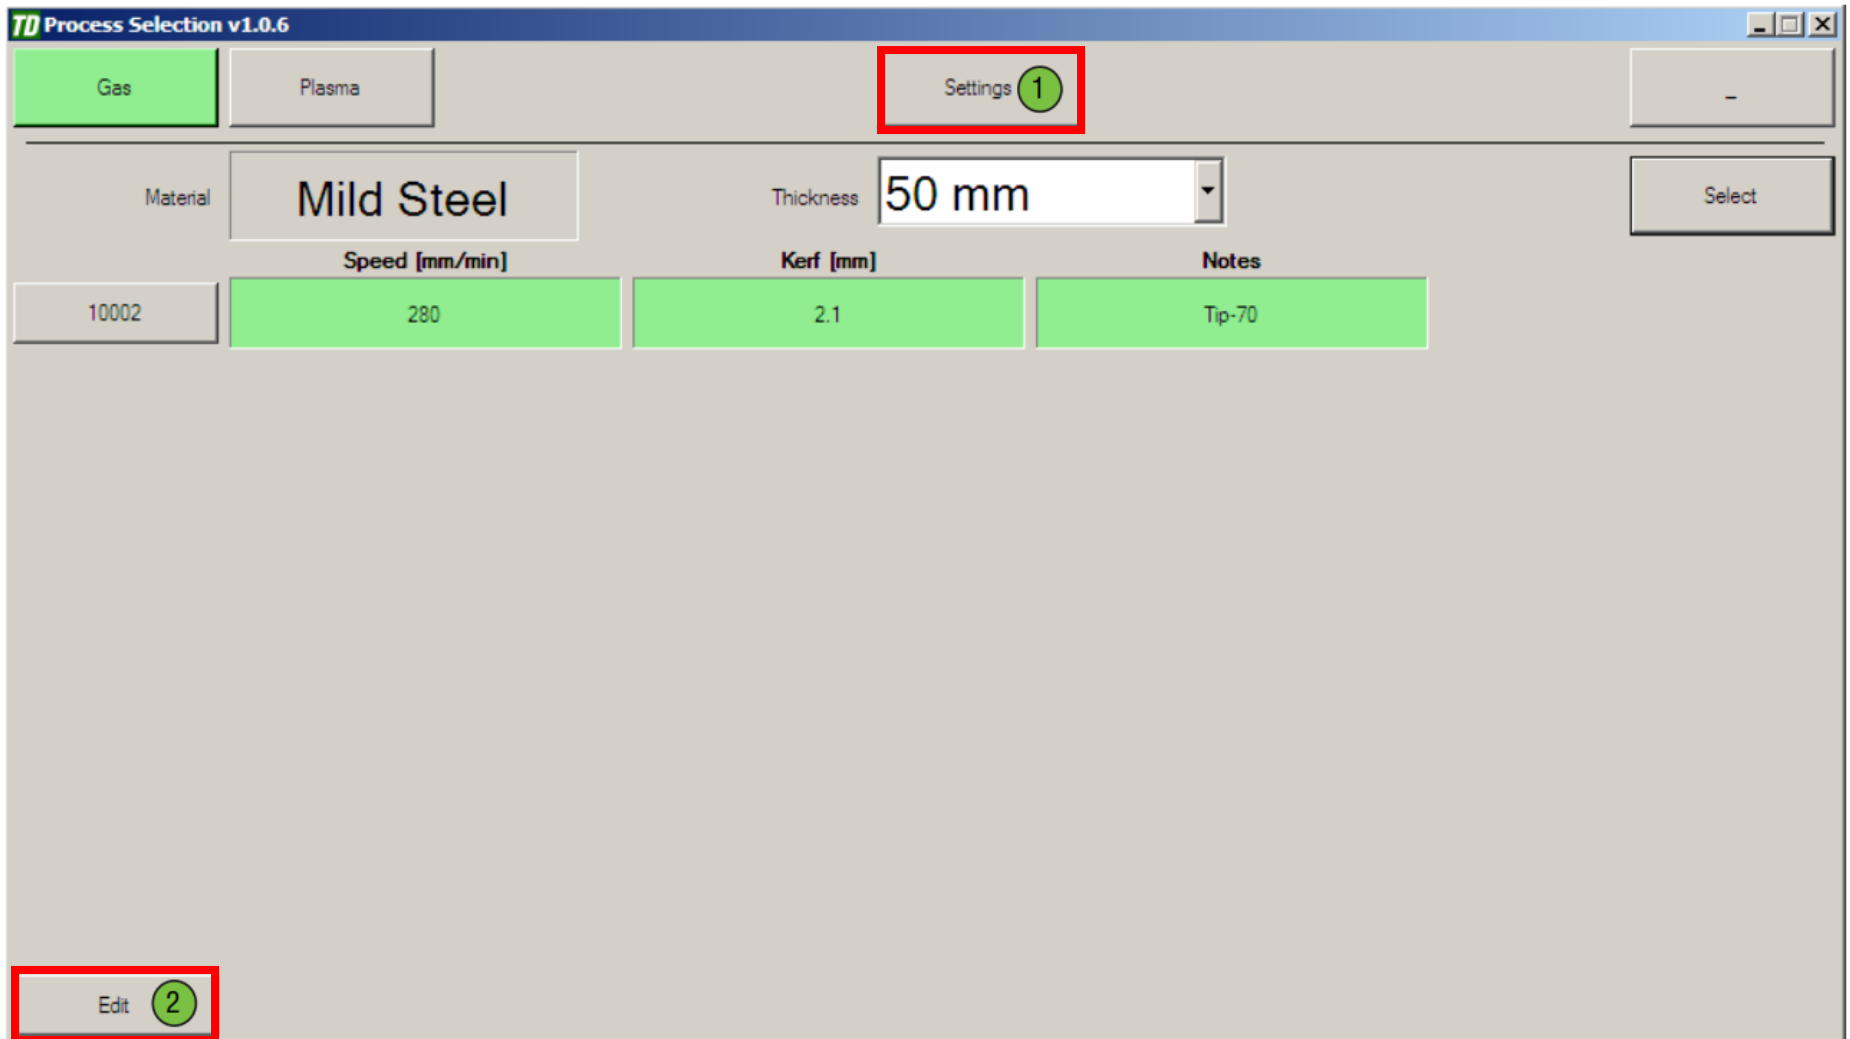 TD Process Selection v1.0.6
Gas Plasma Settings 1 _
Material Mild Steel Thickness 50 mm Select
Speed [mm/min] Kerf [mm] Notes
10002 280 2.1 Tip-70
Edit 2